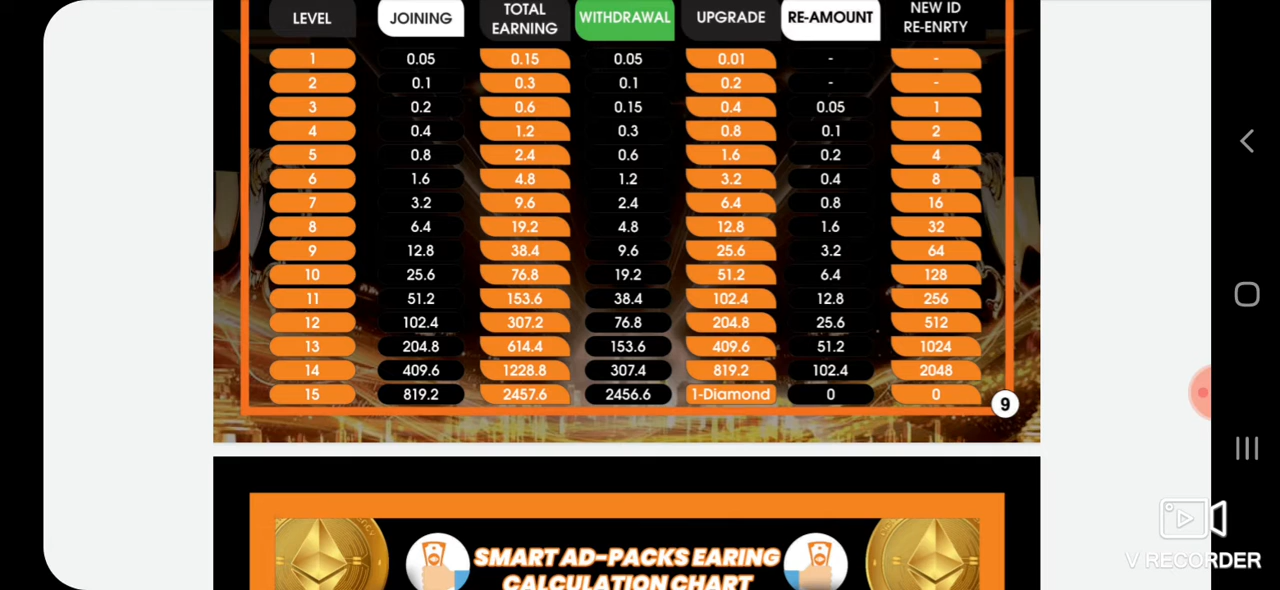 LEVEL JOINING TOTAL EARNING WITHDRAWAL UPGRADE RE-AMOUNT NEW ID RE-ENRTY
1 0.05 0.15 0.05 0.01 - -
2 0.1 0.3 0.1 0.2 - -
3 0.2 0.6 0.15 0.4 0.05 1
4 0.4 1.2 0.3 0.8 0.1 2
5 0.8 2.4 0.6 1.6 0.2 4
6 1.6 4.8 1.2 3.2 0.4 8
7 3.2 9.6 2.4 6.4 0.8 16
8 6.4 19.2 4.8 12.8 1.6 32
9 12.8 38.4 9.6 25.6 3.2 64
10 25.6 76.8 19.2 51.2 6.4 128
11 51.2 153.6 38.4 102.4 12.8 256
12 102.4 307.2 76.8 204.8 25.6 512
13 204.8 614.4 153.6 409.6 51.2 1024
14 409.6 1228.8 307.4 819.2 102.4 2048
15 819.2 2457.6 2456.6 1-Diamond 0 0
9
SMART AD-PACKS EARING
CALCULATION CHART
V RECORDER